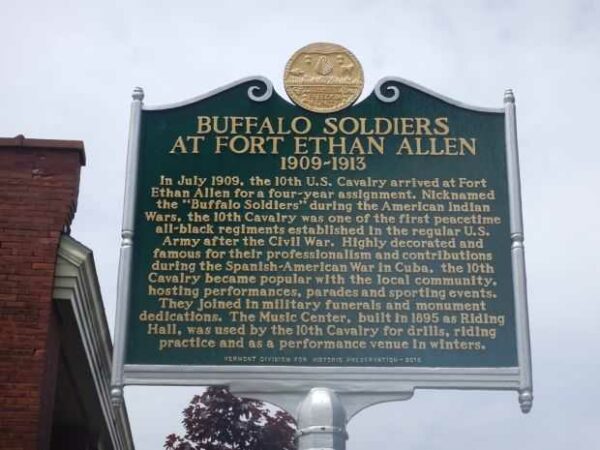 BUFFALO SOLDIERS
AT FORT ETHAN ALLEN
1909-1913
In July 1909, the 10th U.S. Cavalry arrived at Fort
Ethan Allen for a four-year assignment. Nicknamed
the "Buffalo Soldiers" during the American Indian
Wars, the 10th Cavalry was one of the first peacetime
all-black regiments established in the regular U.S.
Army after the Civil War. Highly decorated and
famous for their professionalism and contributions
during the Spanish-American War in Cuba, the 10th
Cavalry became popular with the local community,
hosting performances, parades and sporting events.
They joined in military funerals and monument
dedications. The Music Center, built in 1895 as Riding
Hall, was used by the 10th Cavalry for drills, riding
practice and as a performance venue in winters.
VERMONT DIVISION FOR HISTORIC PRESERVATION -